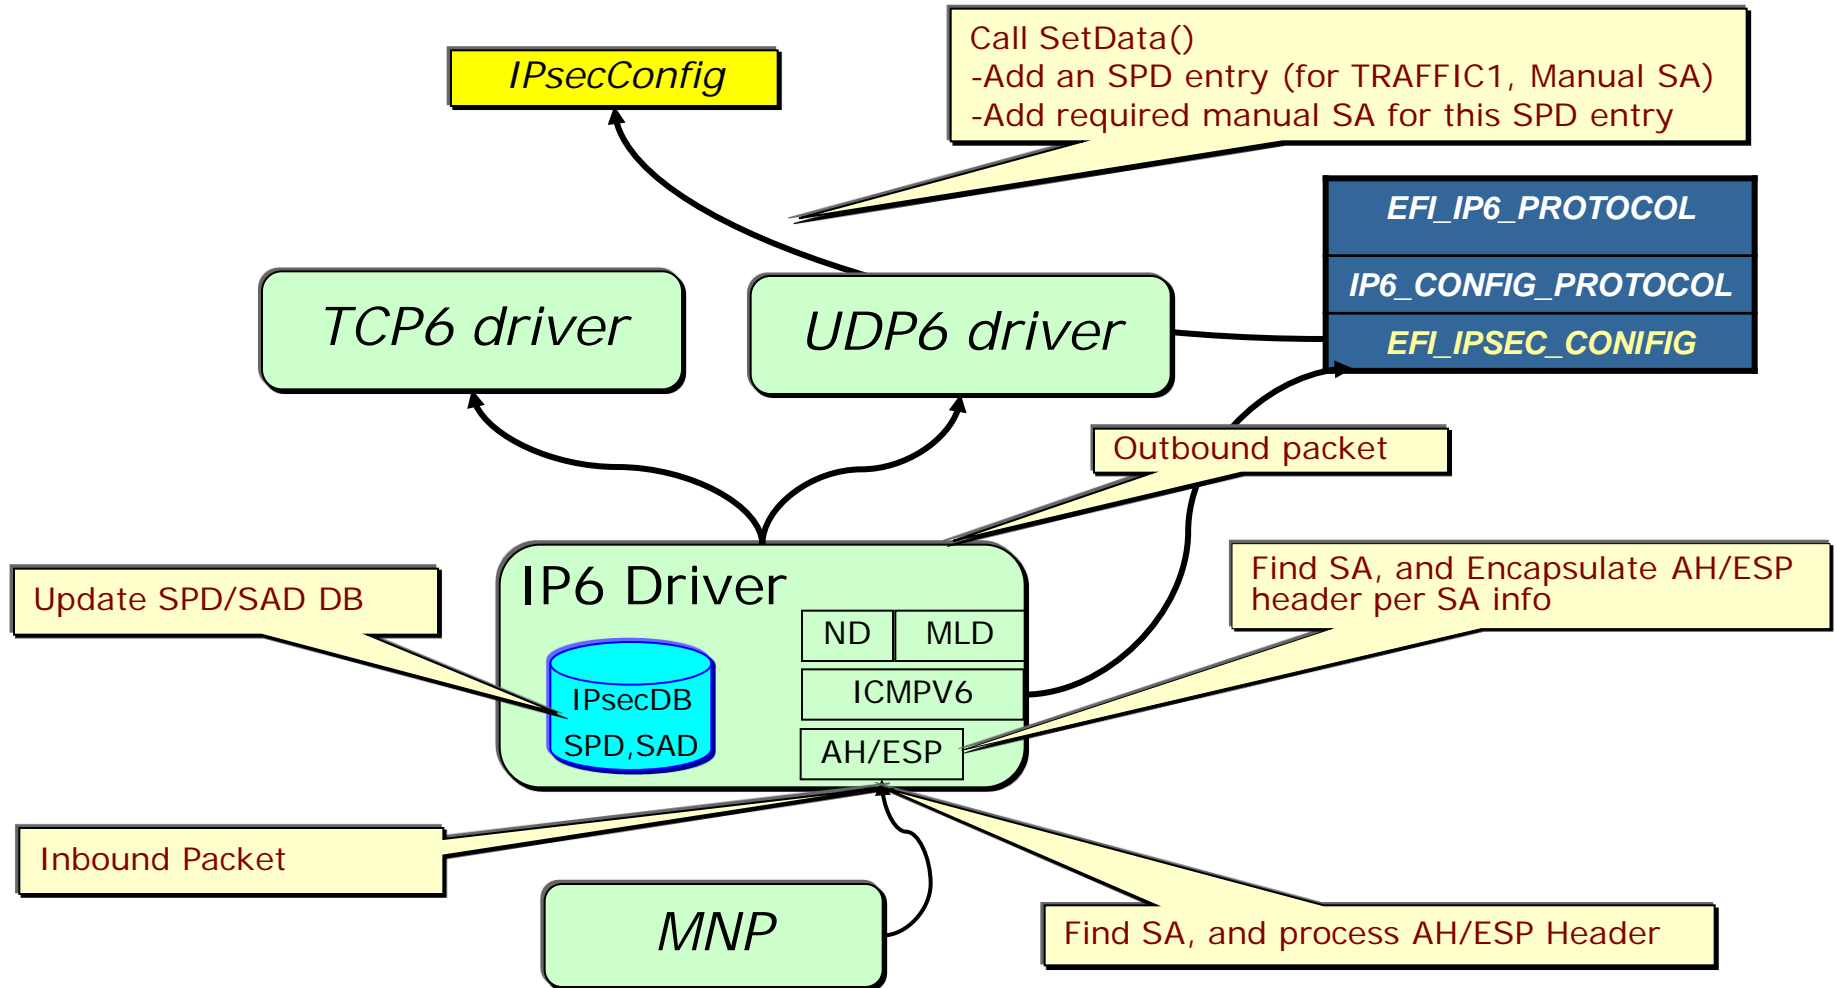 Call SetData()
-Add an SPD entry (for TRAFFIC1, Manual SA)
-Add required manual SA for this SPD entry
IPsecConfig
EFI_IP6_PROTOCOL
IP6_CONFIG_PROTOCOL
EFI_IPSEC_CONIFIG
TCP6 driver
UDP6 driver
Outbound packet
IP6 Driver
Update SPD/SAD DB
Find SA, and Encapsulate AH/ESP
header per SA info
ND
MLD
ICMPV6
AH/ESP
IPsecDB
SPD,SAD
Inbound Packet
MNP
Find SA, and process AH/ESP Header